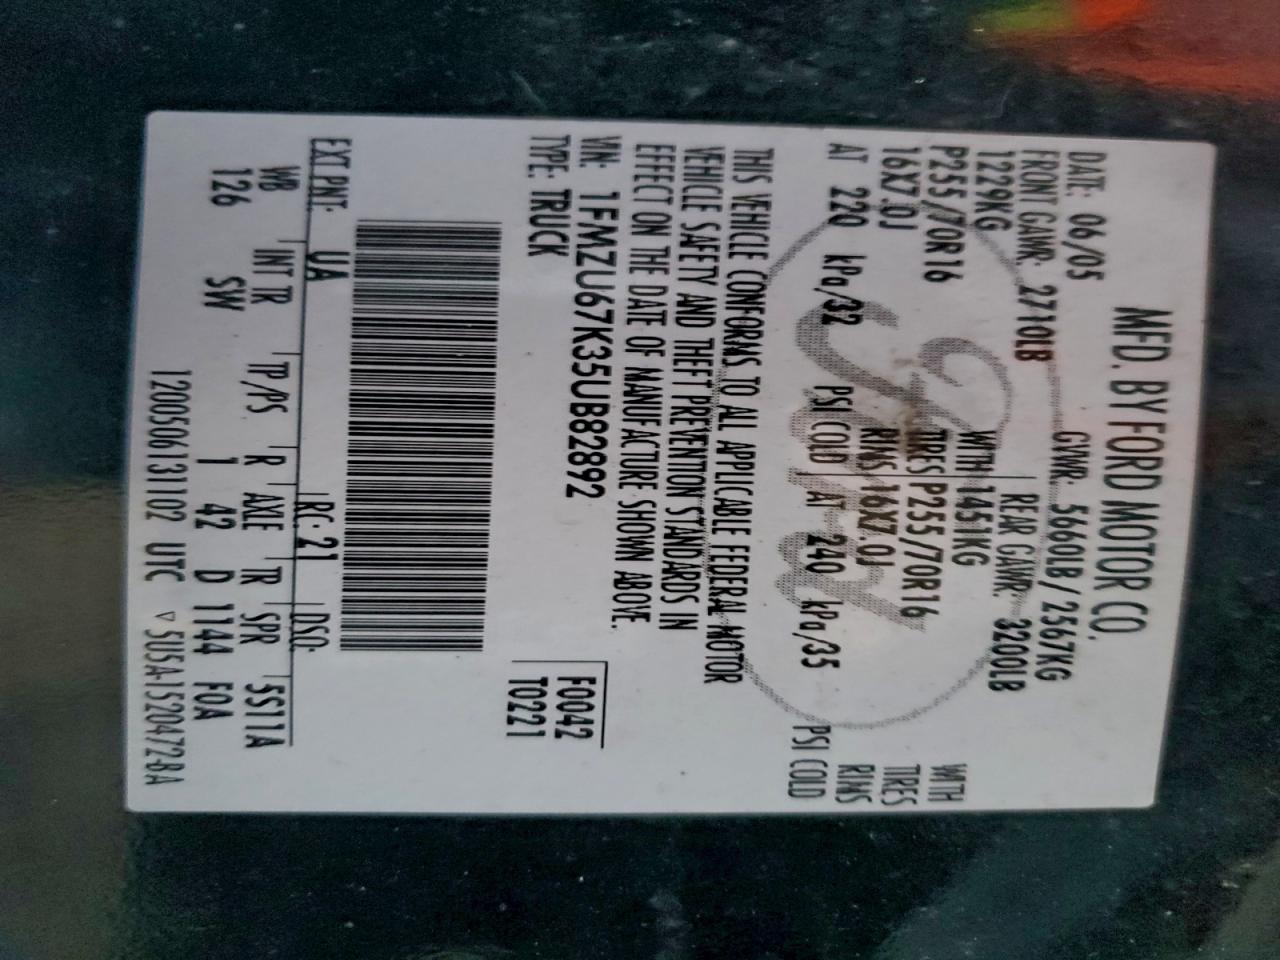 MFD. BY FORD MOTOR CO.
DATE: 06/05 GVWR: 5660LB/2567KG
FRONT GAWR: 2710LB REAR GAWR: 3200LB
1229KG WITH 1451KG WITH
P255/70R16 TIRES P255/70R16 TIRES
16X7.0J RIMS 16X7.0J RIMS
AT 220 kPa/32 PSI COLD AT 240 kPa/35 PSI COLD
THIS VEHICLE CONFORMS TO ALL APPLICABLE FEDERAL MOTOR
VEHICLE SAFETY AND THEFT PREVENTION STANDARDS IN
EFFECT ON THE DATE OF MANUFACTURE SHOWN ABOVE.
VIN: 1FMZU67K35UB82892
TYPE: TRUCK
F0042
T0221
EXT PNT: UA RC: 21 DSO:
WB INT TR TP/PS R AXLE TR SPR 5S11A
126 SW 1 42 D 1144 FOA
1200506131102 UTC ▽ 5U5A-1520472-BA